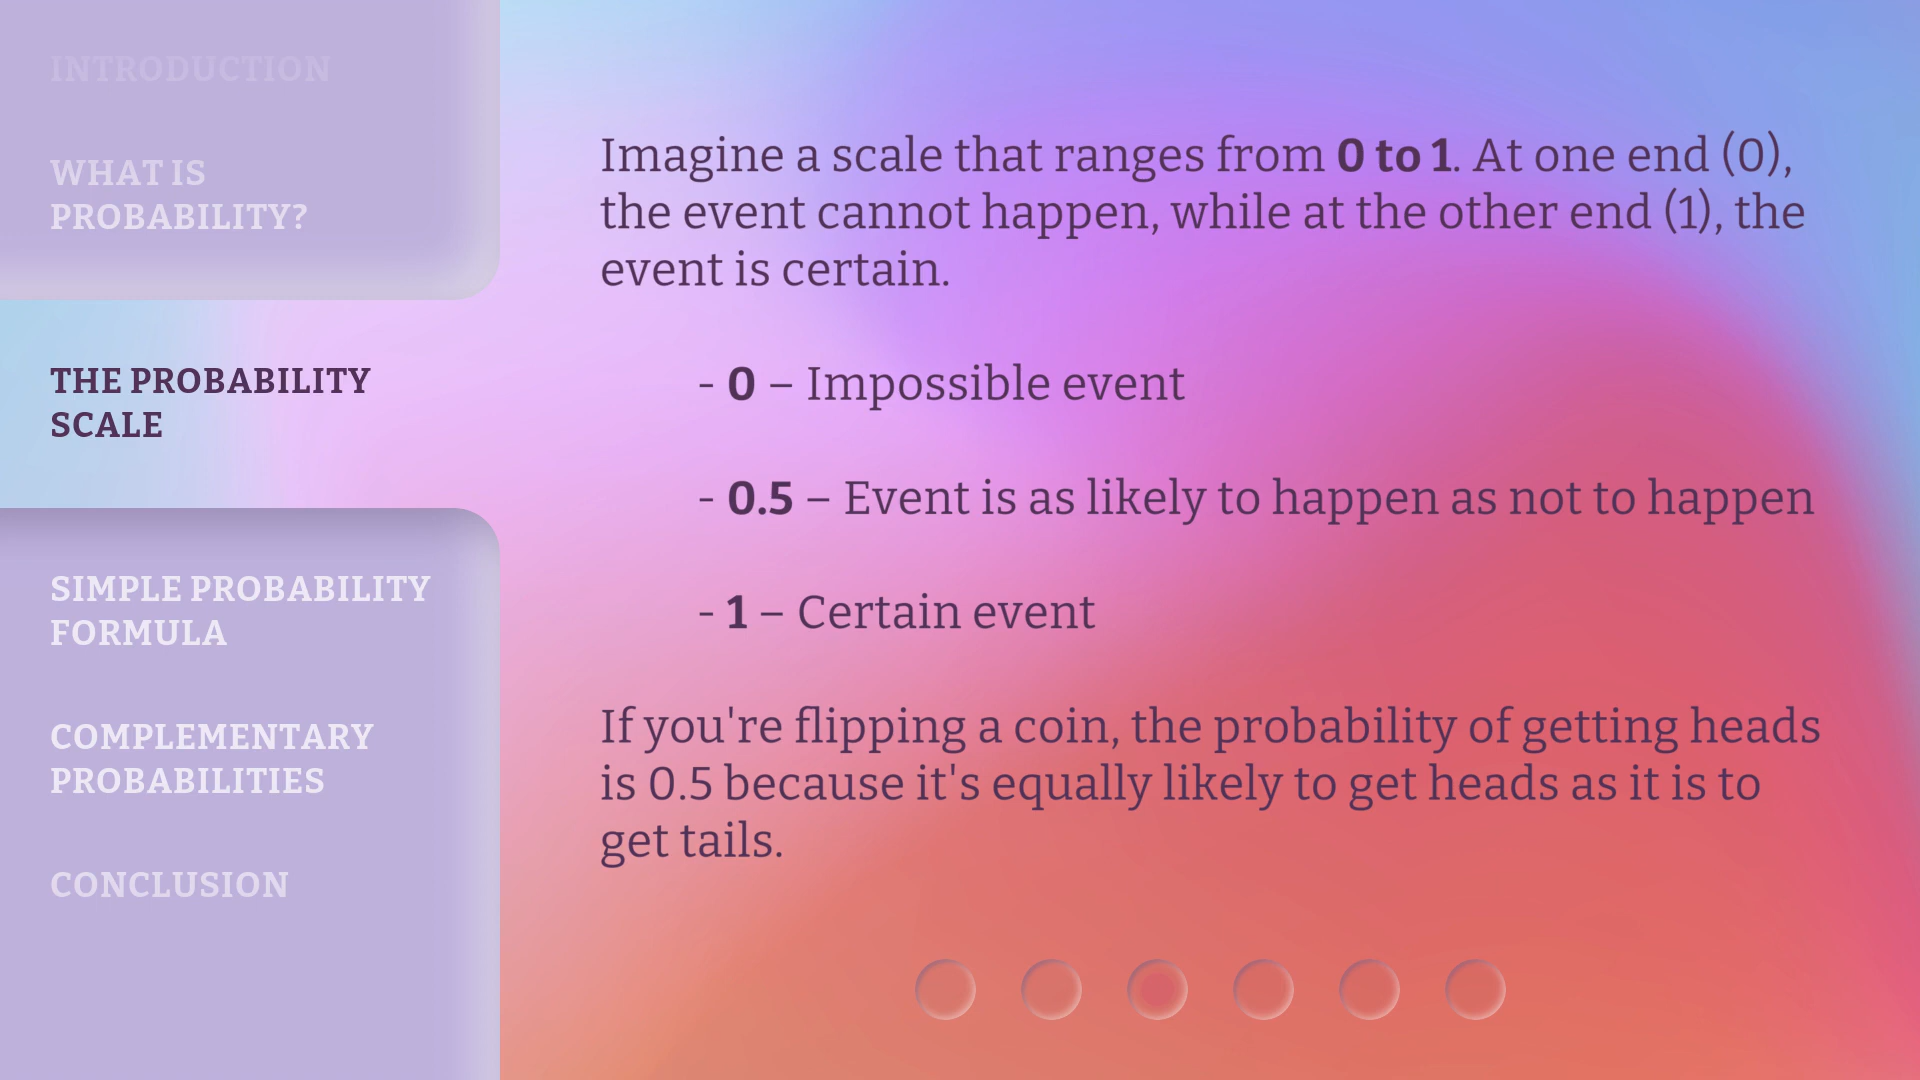 INTRODUCTION
WHAT IS
PROBABILITY?
THE PROBABILITY
SCALE
SIMPLE PROBABILITY
FORMULA
COMPLEMENTARY
PROBABILITIES
CONCLUSION
Imagine a scale that ranges from 0 to 1. At one end (0),
the event cannot happen, while at the other end (1), the
event is certain.
- 0 – Impossible event
- 0.5 – Event is as likely to happen as not to happen
- 1 – Certain event
If you're flipping a coin, the probability of getting heads
is 0.5 because it's equally likely to get heads as it is to
get tails.